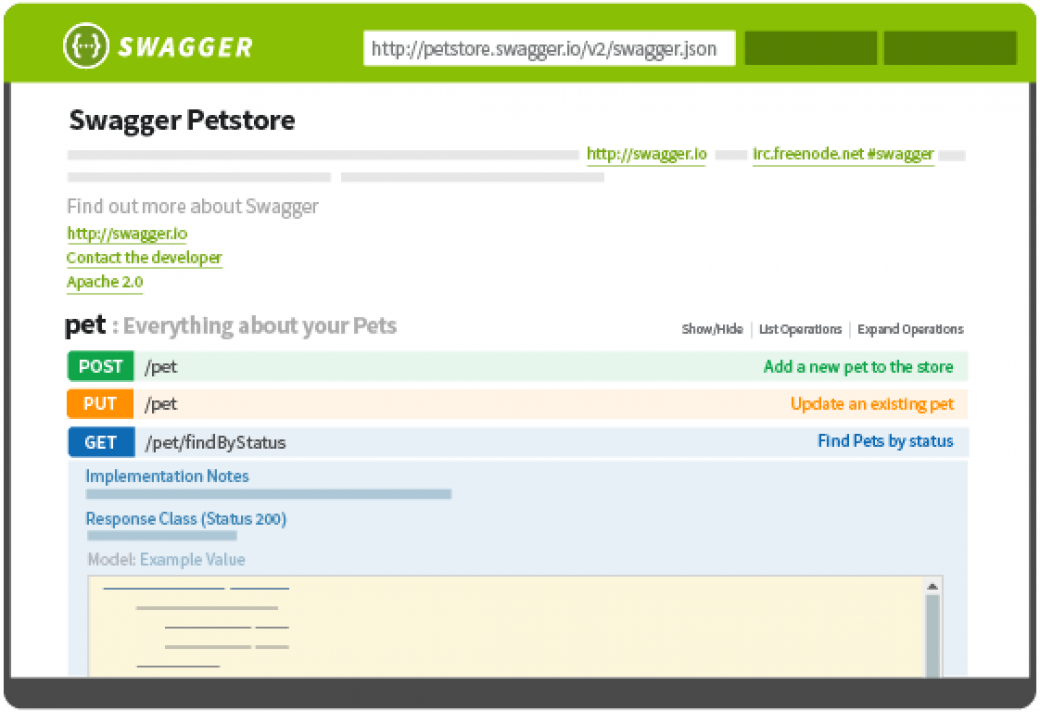 {···} SWAGGER http://petstore.swagger.io/v2/swagger.json
Swagger Petstore
http://swagger.io irc.freenode.net #swagger
Find out more about Swagger
http://swagger.io
Contact the developer
Apache 2.0
pet : Everything about your Pets Show/Hide | List Operations | Expand Operations
POST /pet Add a new pet to the store
PUT /pet Update an existing pet
GET /pet/findByStatus Find Pets by status
Implementation Notes
Response Class (Status 200)
Model: Example Value